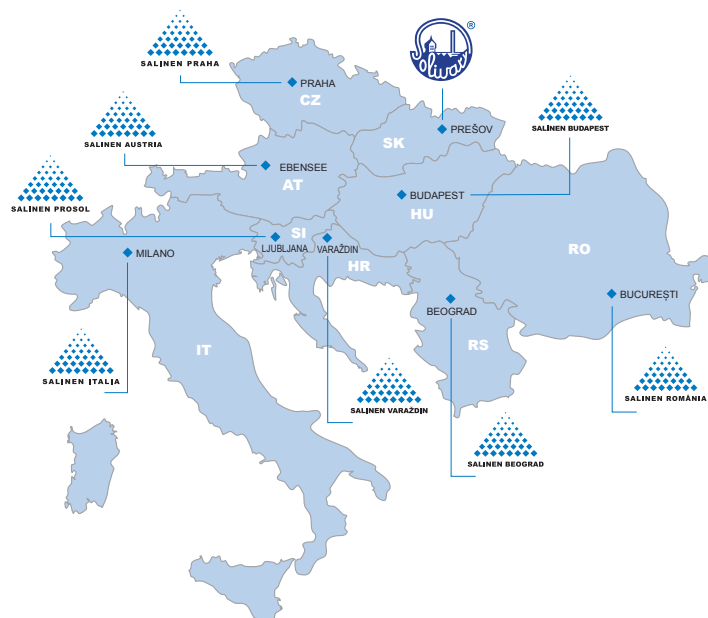 ®
Solivary
SALINEN PRAHA
PRAHA
CZ
SALINEN AUSTRIA
SALINEN BUDAPEST
PREŠOV
SK
EBENSEE
AT
SALINEN PROSOL
BUDAPEST
HU
SI
LJUBLJANA
VARAŽDIN
MILANO
HR
RO
BUCUREȘTI
BEOGRAD
RS
IT
SALINEN ITALIA
SALINEN VARAŽDIN
SALINEN ROMÂNIA
SALINEN BEOGRAD